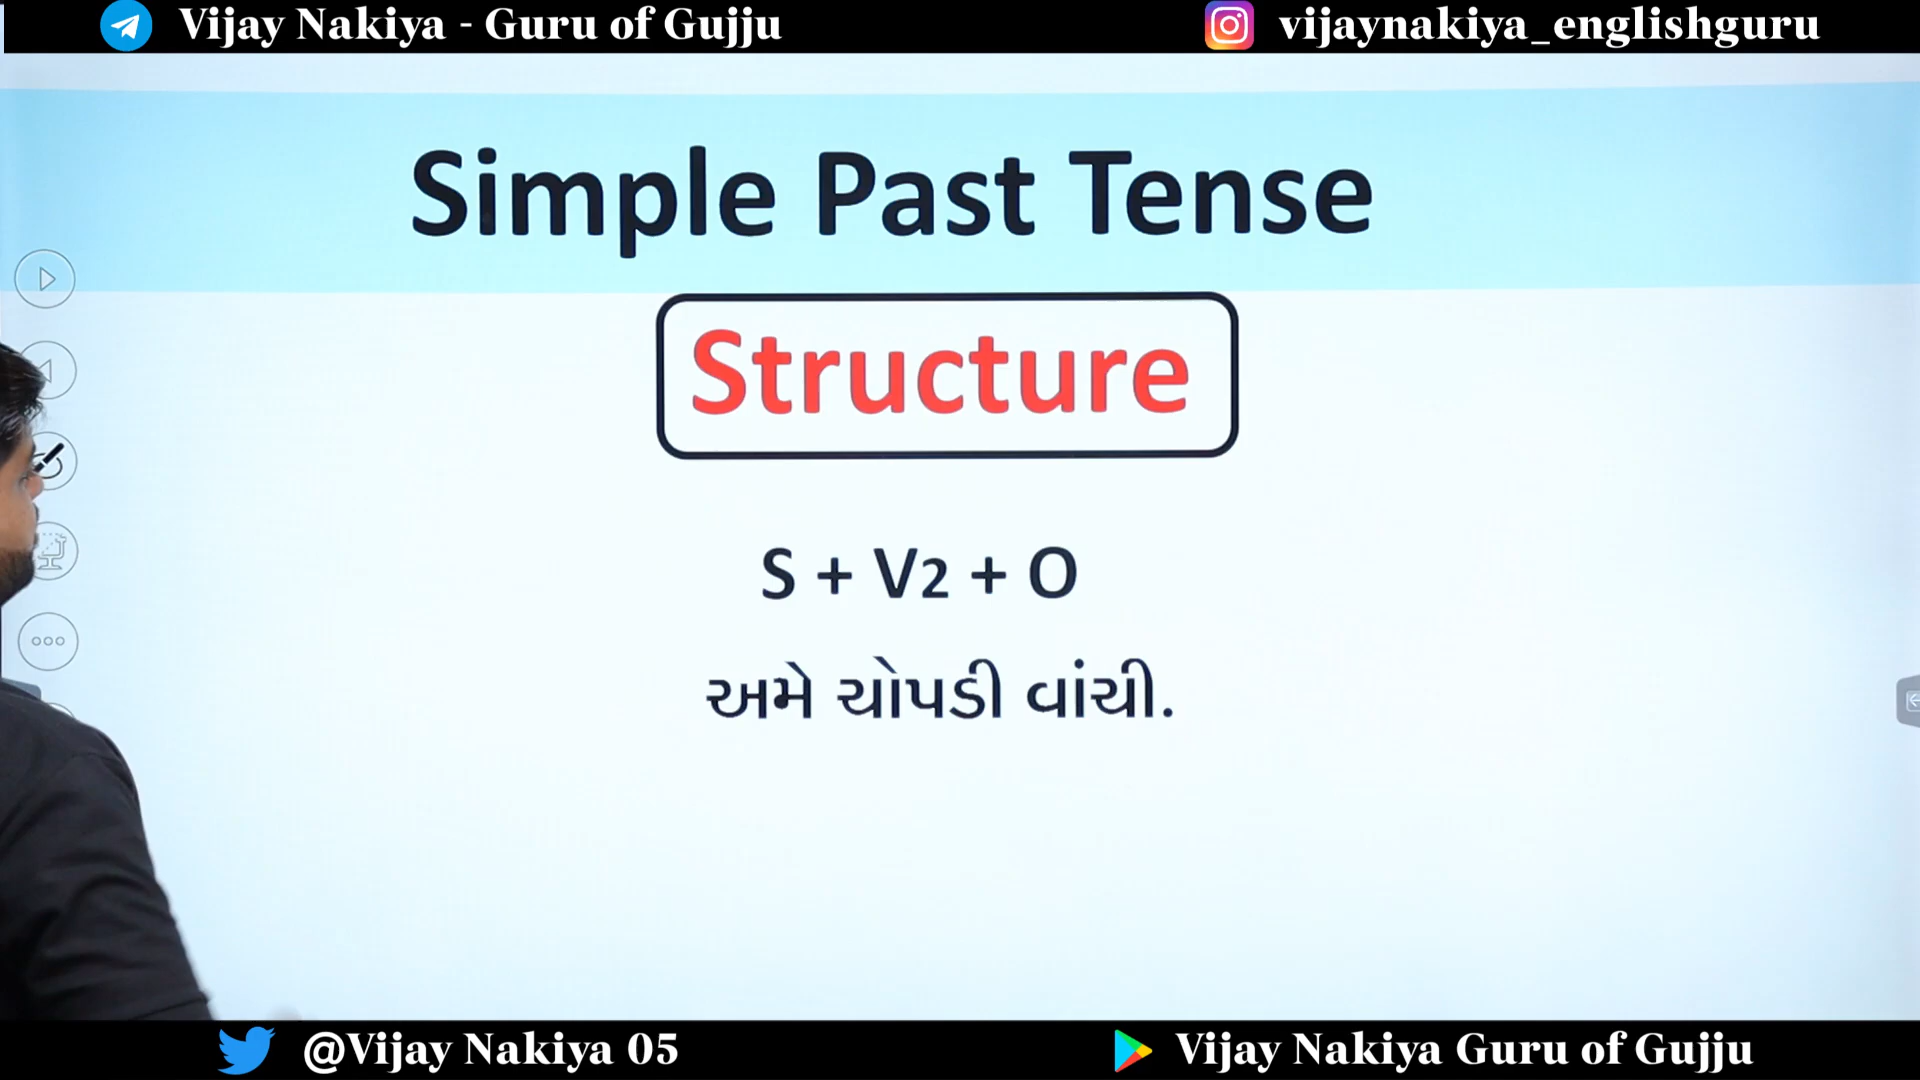 Vijay Nakiya - Guru of Gujju
vijaynakiya_englishguru
Simple Past Tense
Structure
S + V2 + O
અમે ચોપડી વાંચી.
@Vijay Nakiya 05
Vijay Nakiya Guru of Gujju